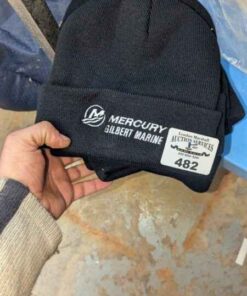 MERCURY
GILBERT MARINE
AUCTION SERVICES
482